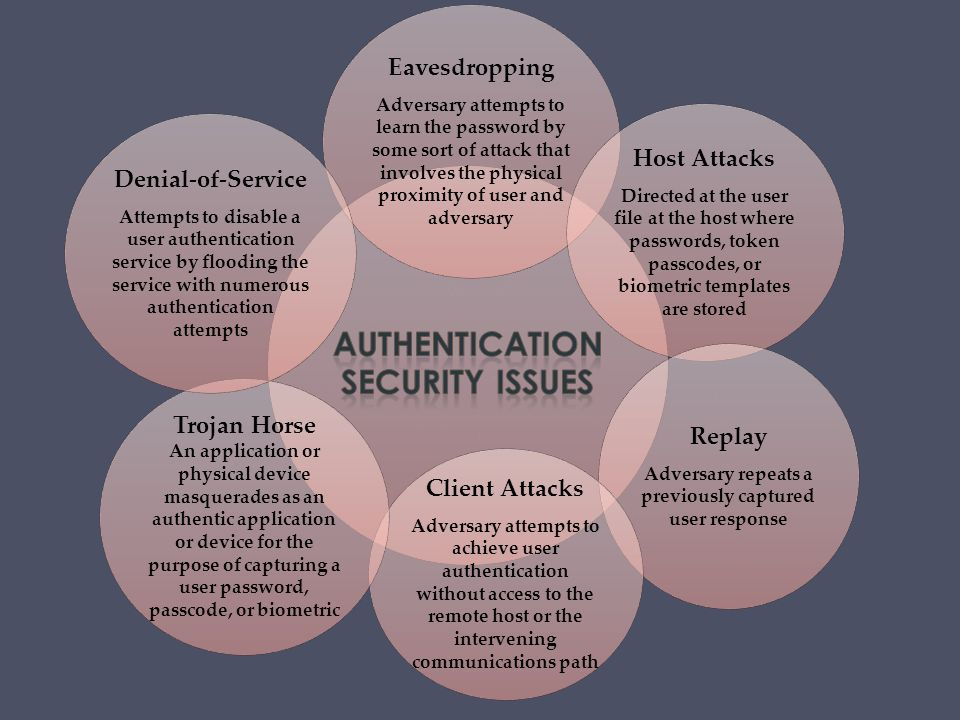 Eavesdropping
Adversary attempts to
learn the password by
some sort of attack that
involves the physical
proximity of user and
adversary
Host Attacks
Directed at the user
file at the host where
passwords, token
passcodes, or
biometric templates
are stored
Replay
Adversary repeats a
previously captured
user response
Client Attacks
Adversary attempts to
achieve user
authentication
without access to the
remote host or the
intervening
communications path
Trojan Horse
An application or
physical device
masquerades as an
authentic application
or device for the
purpose of capturing a
user password,
passcode, or biometric
Denial-of-Service
Attempts to disable a
user authentication
service by flooding the
service with numerous
authentication
attempts
AUTHENTICATION
SECURITY ISSUES